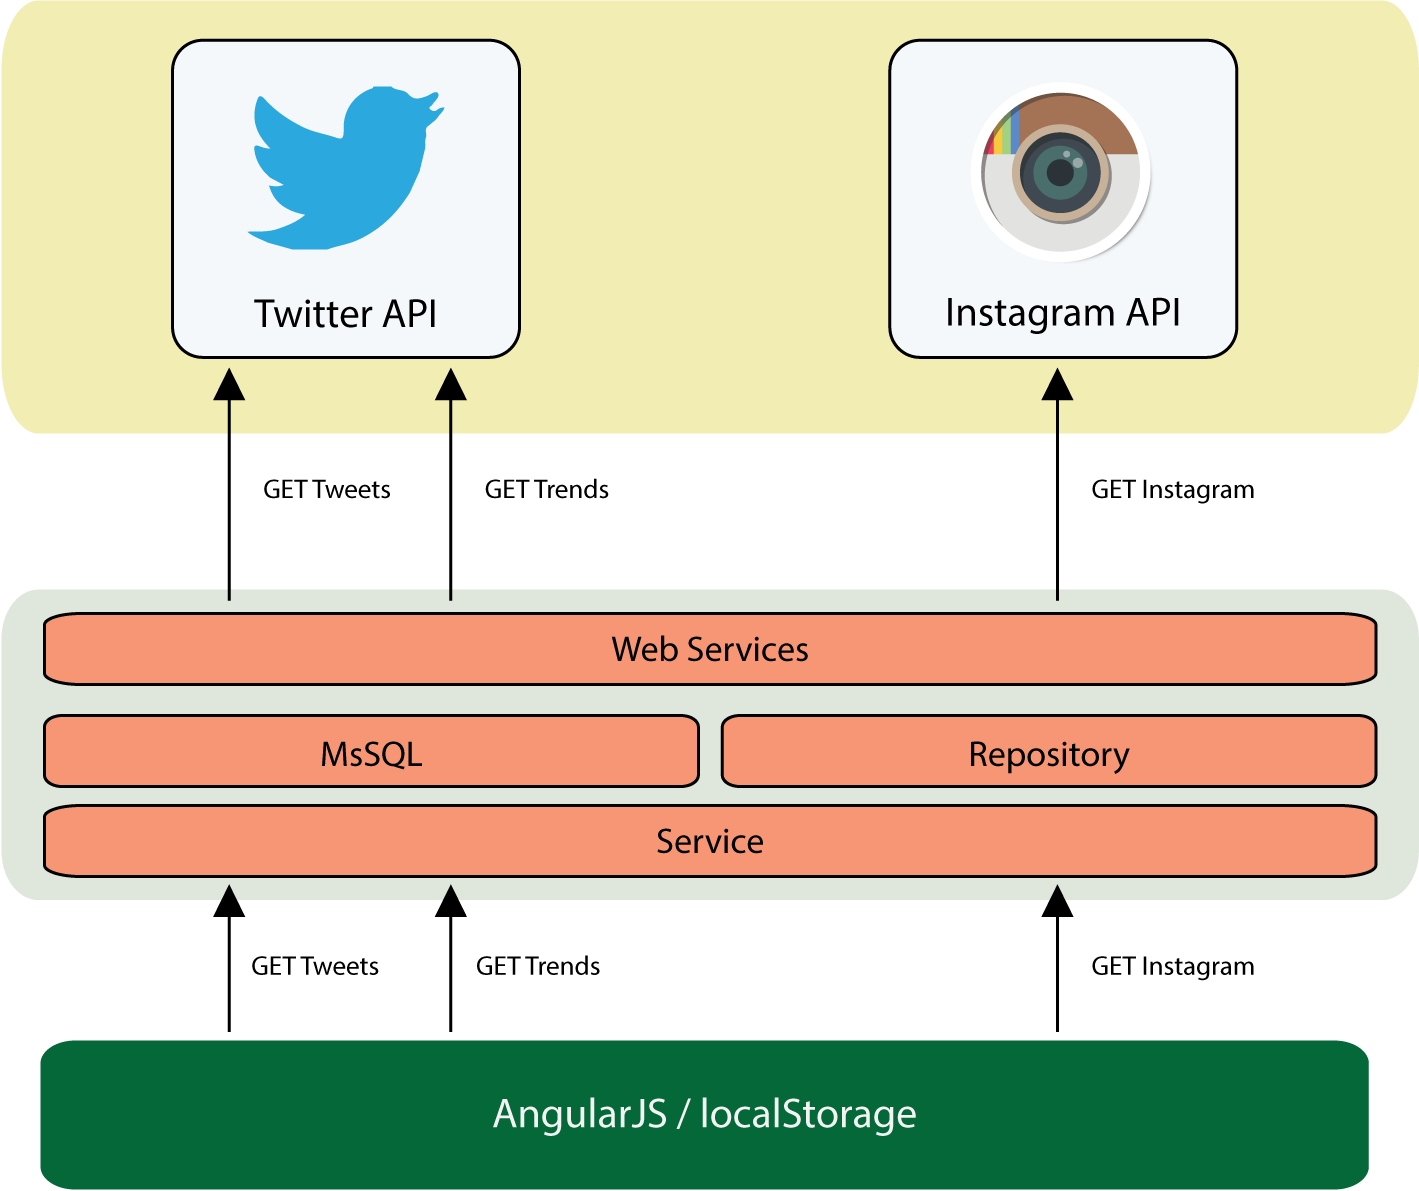 Twitter API
Instagram API
GET Tweets
GET Trends
GET Instagram
Web Services
MsSQL
Repository
Service
GET Tweets
GET Trends
GET Instagram
AngularJS / localStorage